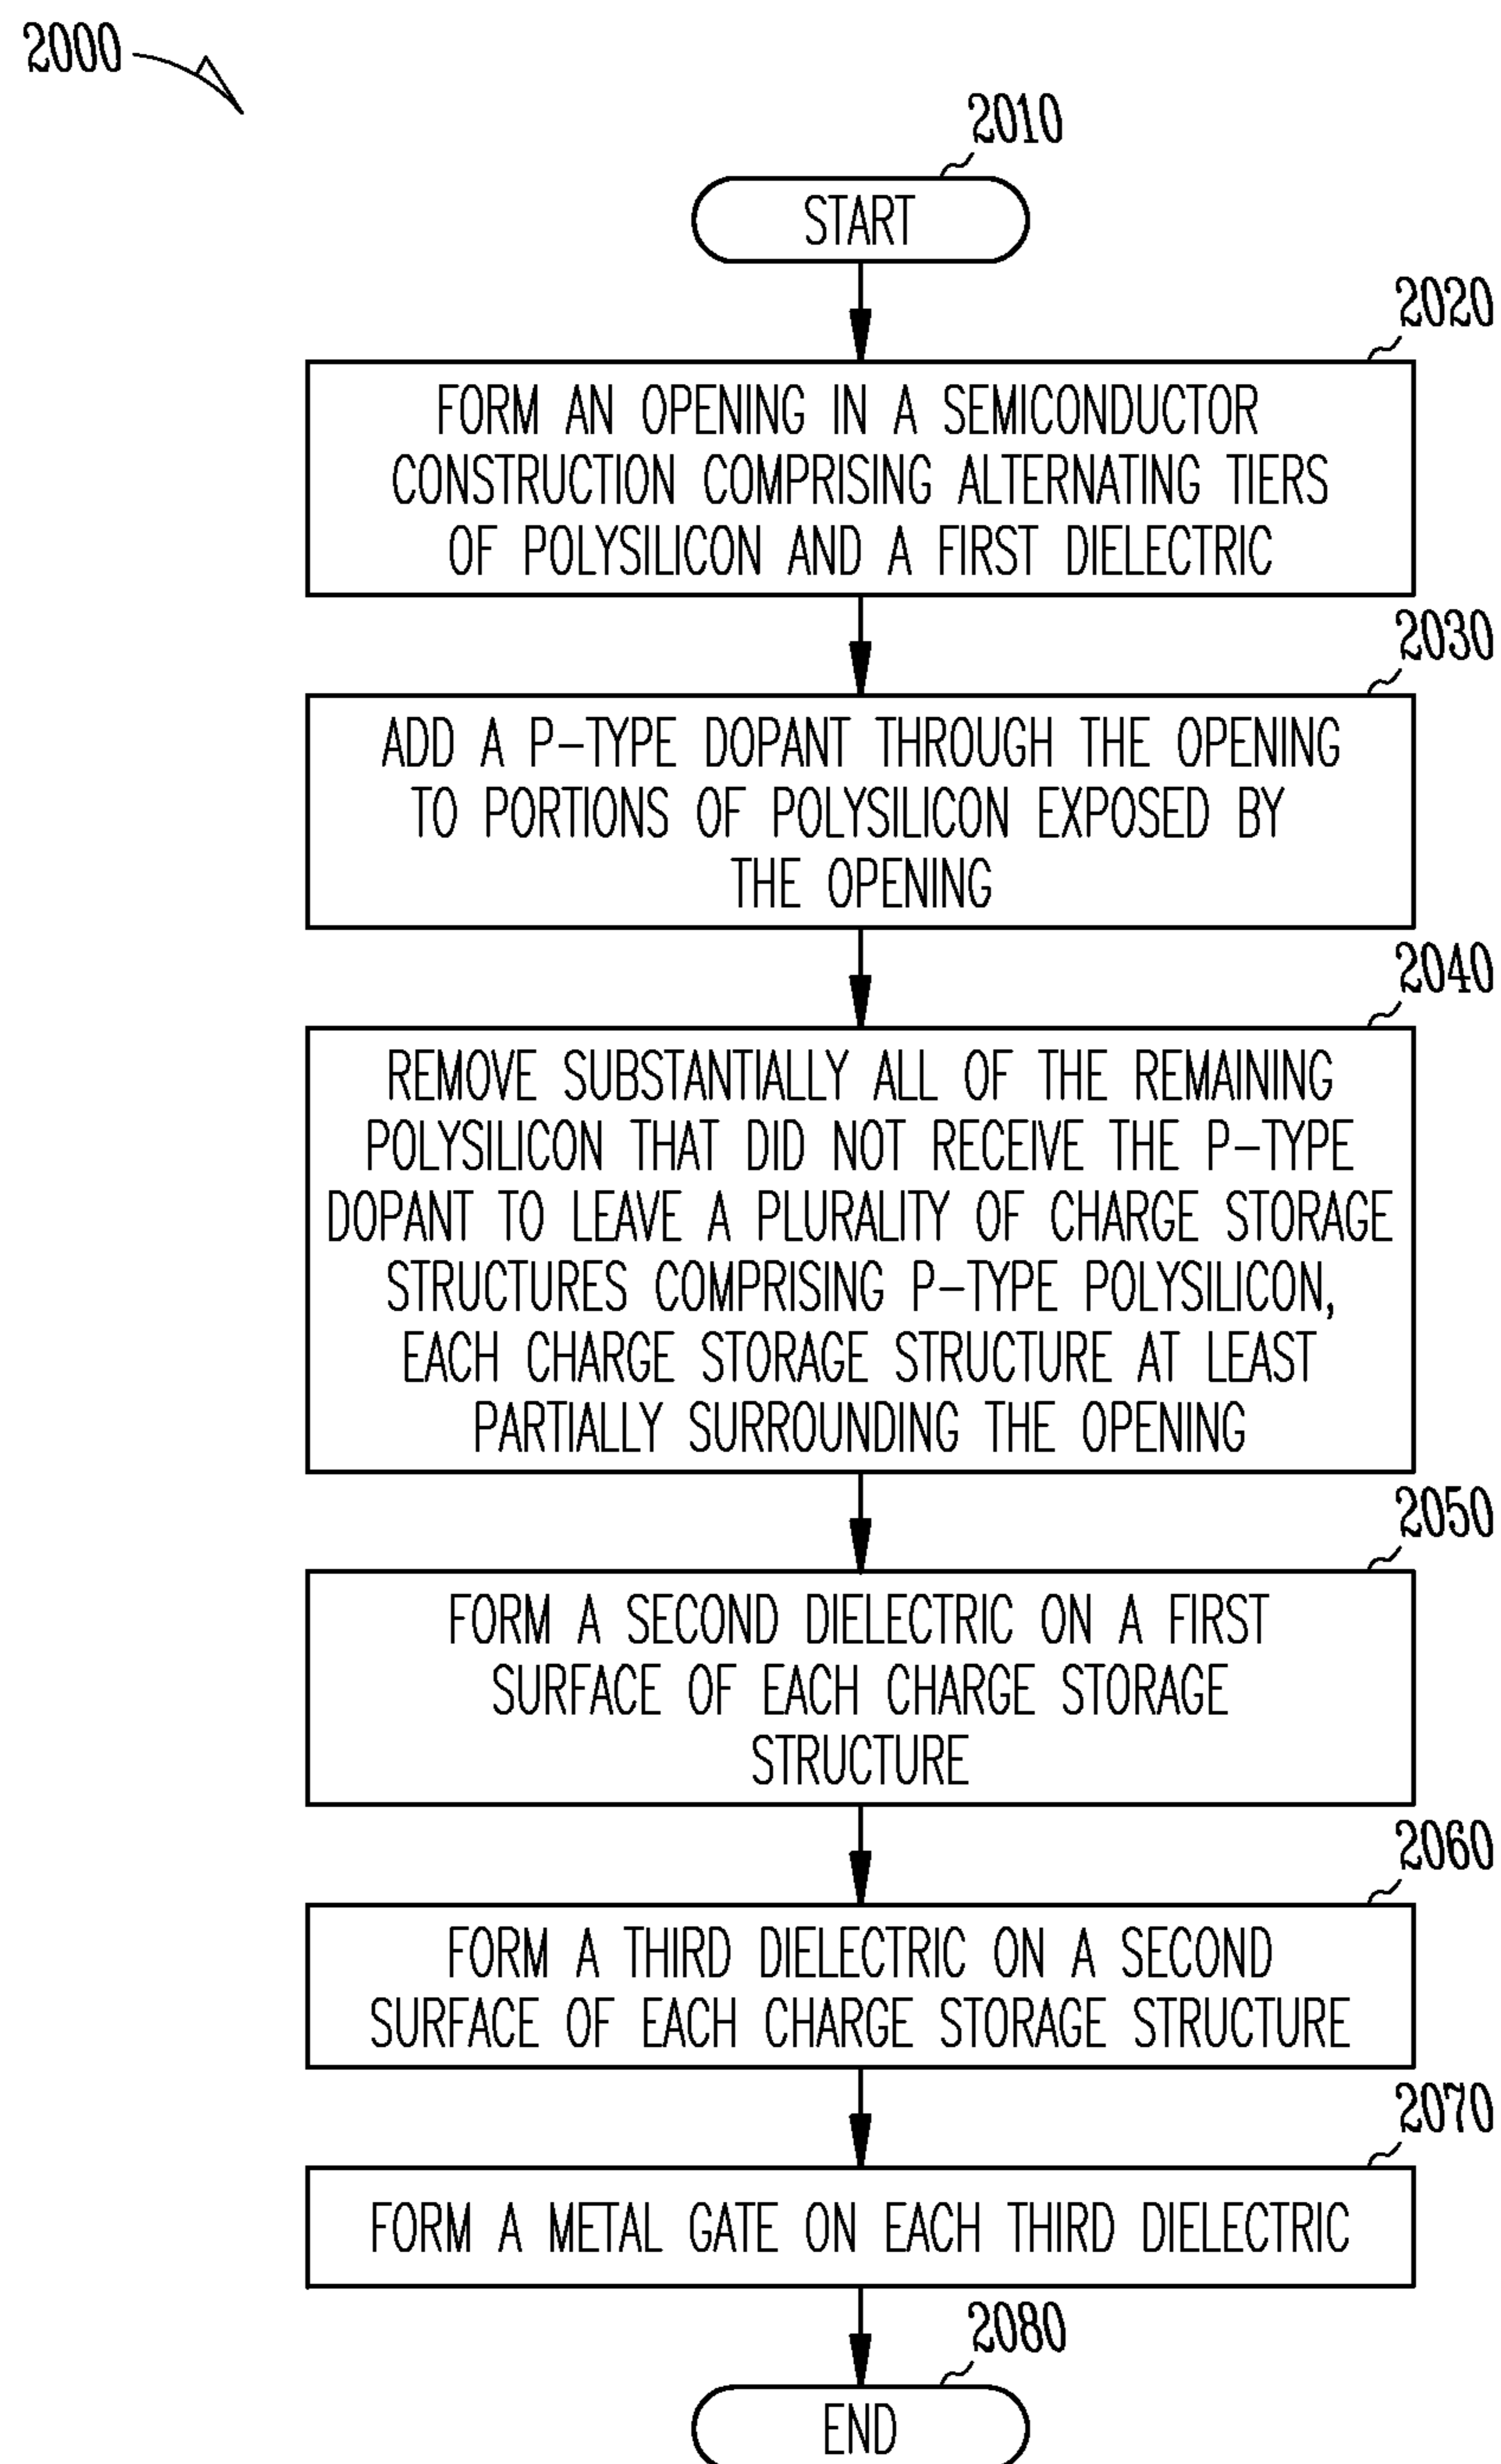 2000
2010
START
2020
FORM AN OPENING IN A SEMICONDUCTOR
CONSTRUCTION COMPRISING ALTERNATING TIERS
OF POLYSILICON AND A FIRST DIELECTRIC
2030
ADD A P-TYPE DOPANT THROUGH THE OPENING
TO PORTIONS OF POLYSILICON EXPOSED BY
THE OPENING
2040
REMOVE SUBSTANTIALLY ALL OF THE REMAINING
POLYSILICON THAT DID NOT RECEIVE THE P-TYPE
DOPANT TO LEAVE A PLURALITY OF CHARGE STORAGE
STRUCTURES COMPRISING P-TYPE POLYSILICON,
EACH CHARGE STORAGE STRUCTURE AT LEAST
PARTIALLY SURROUNDING THE OPENING
2050
FORM A SECOND DIELECTRIC ON A FIRST
SURFACE OF EACH CHARGE STORAGE
STRUCTURE
2060
FORM A THIRD DIELECTRIC ON A SECOND
SURFACE OF EACH CHARGE STORAGE STRUCTURE
2070
FORM A METAL GATE ON EACH THIRD DIELECTRIC
2080
END